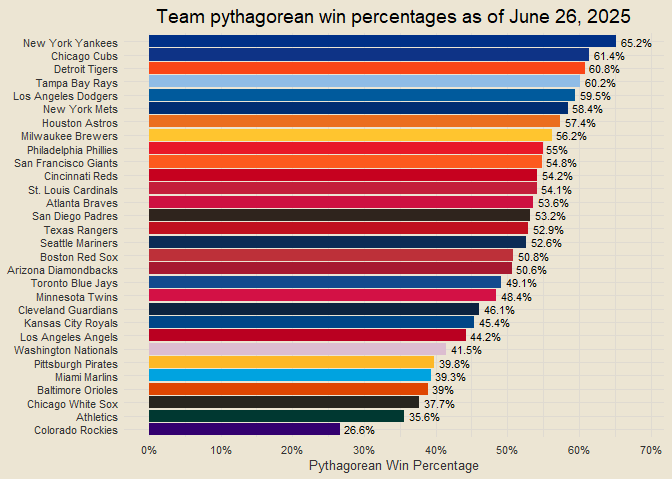 Team pythagorean win percentages as of June 26, 2025
New York Yankees 65.2%
Chicago Cubs 61.4%
Detroit Tigers 60.8%
Tampa Bay Rays 60.2%
Los Angeles Dodgers 59.5%
New York Mets 58.4%
Houston Astros 57.4%
Milwaukee Brewers 56.2%
Philadelphia Phillies 55%
San Francisco Giants 54.8%
Cincinnati Reds 54.2%
St. Louis Cardinals 54.1%
Atlanta Braves 53.6%
San Diego Padres 53.2%
Texas Rangers 52.9%
Seattle Mariners 52.6%
Boston Red Sox 50.8%
Arizona Diamondbacks 50.6%
Toronto Blue Jays 49.1%
Minnesota Twins 48.4%
Cleveland Guardians 46.1%
Kansas City Royals 45.4%
Los Angeles Angels 44.2%
Washington Nationals 41.5%
Pittsburgh Pirates 39.8%
Miami Marlins 39.3%
Baltimore Orioles 39%
Chicago White Sox 37.7%
Athletics 35.6%
Colorado Rockies 26.6%
0% 10% 20% 30% 40% 50% 60% 70%
Pythagorean Win Percentage